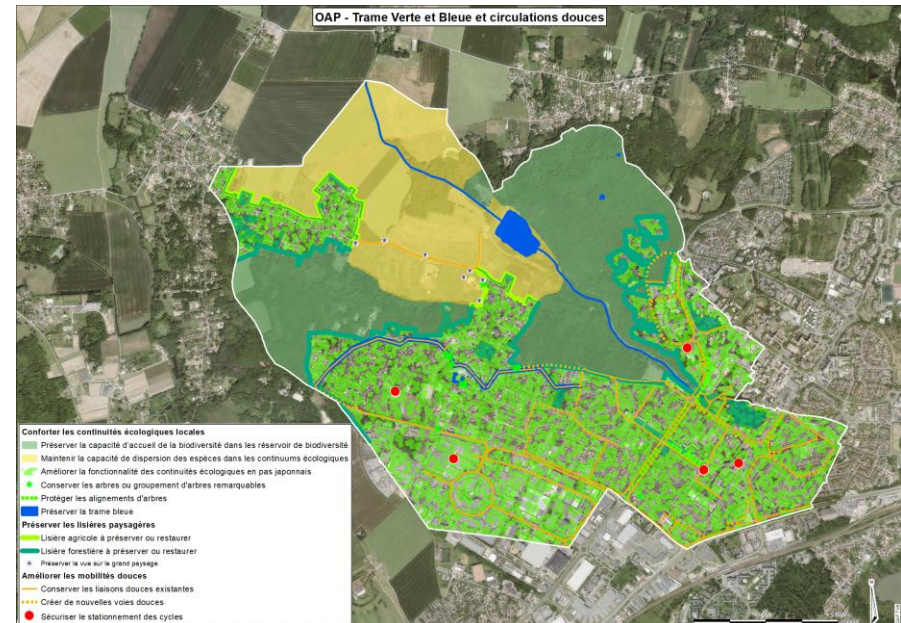 OAP - Trame Verte et Bleue et circulations douces
Conforter les continuités écologiques locales
Préserver la capacité d'accueil de la biodiversité dans les réservoir de biodiversité
Maintenir la capacité de dispersion des espèces dans les continuums écologiques
Améliorer la fonctionnalité des continuités écologiques en pas japonnais
Conserver les arbres ou groupement d'arbres remarquables
Protéger les alignements d'arbres
Préserver la trame bleue
Préserver les lisières paysagères
Lisière agricole à préserver ou restaurer
Lisière forestière à préserver ou restaurer
Préserver la vue sur le grand paysage
Améliorer les mobilités douces
Conserver les liaisons douces existantes
Créer de nouvelles voies douces
Sécuriser le stationnement des cycles